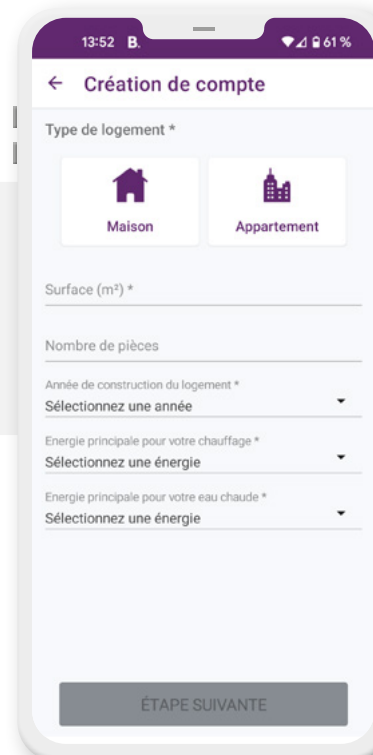 13:52 B. 61 %
← Création de compte
Type de logement *
Maison Appartement
Surface (m²) *
Nombre de pièces
Année de construction du logement *
Sélectionnez une année
Energie principale pour votre chauffage *
Sélectionnez une énergie
Energie principale pour votre eau chaude *
Sélectionnez une énergie
ÉTAPE SUIVANTE